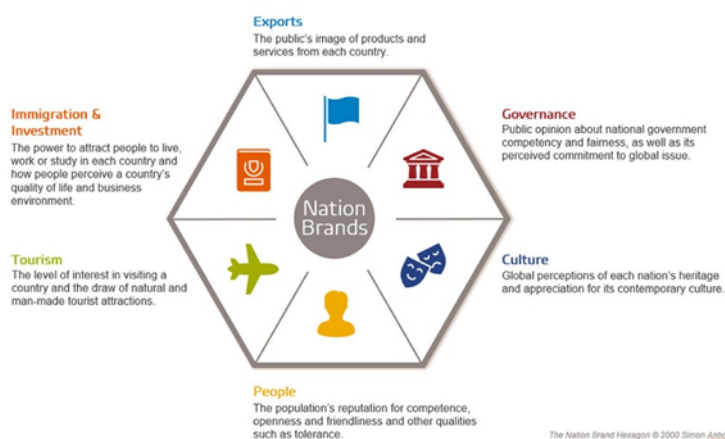 Exports
The public's image of products and
services from each country.
Immigration &
Investment
The power to attract people to live,
work or study in each country and
how people perceive a country's
quality of life and business
environment.
Governance
Public opinion about national government
competency and fairness, as well as its
perceived commitment to global issue.
Nation
Brands
Tourism
The level of interest in visiting a
country and the draw of natural and
man-made tourist attractions.
Culture
Global perceptions of each nation's heritage
and appreciation for its contemporary culture.
People
The population's reputation for competence,
openness and friendliness and other qualities
such as tolerance.
The Nation Brand Hexagon © 2000 Simon